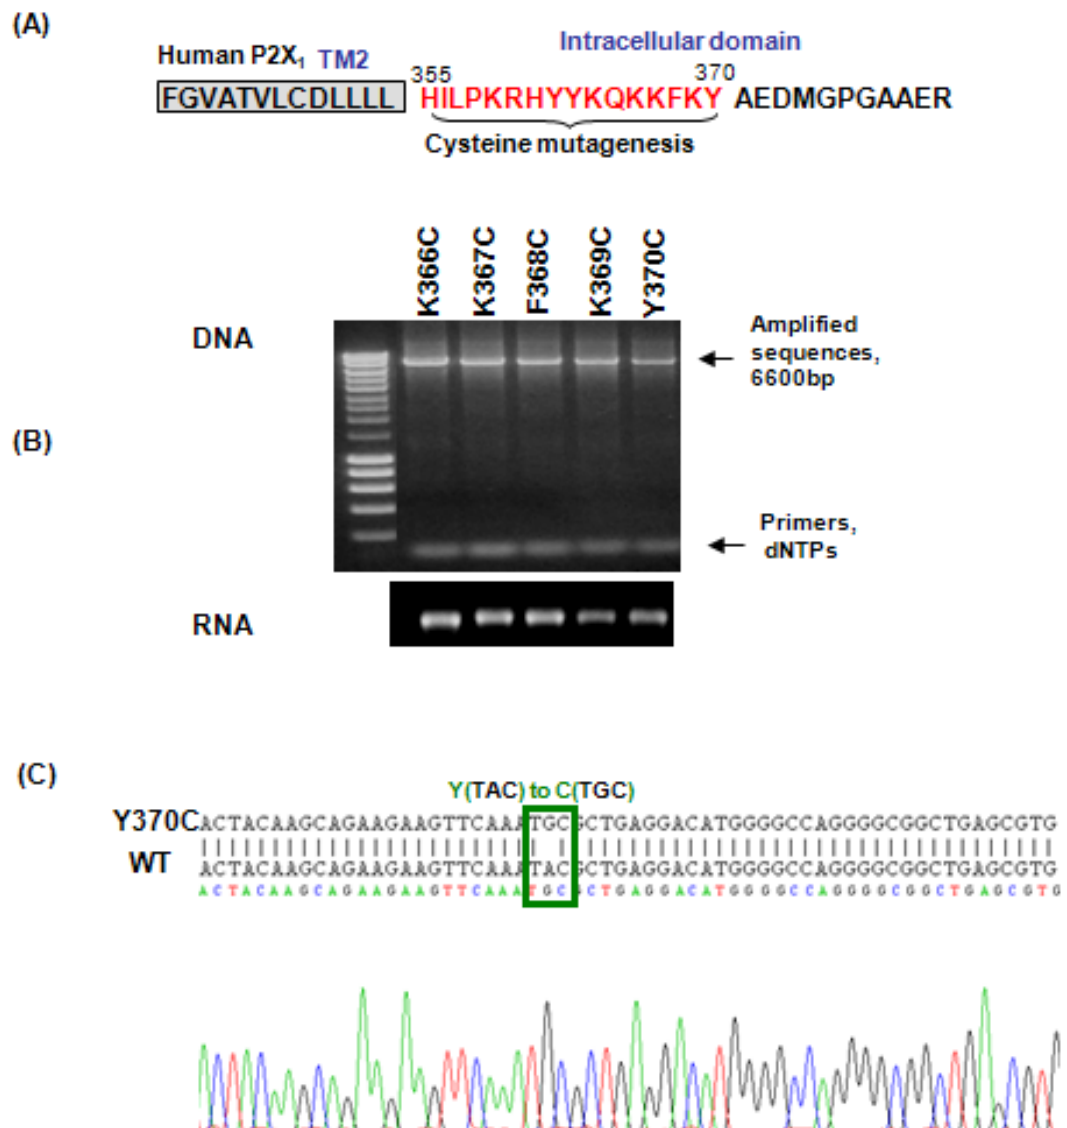 (A)
Human P2X1 TM2
Intracellular domain
355
370
FGVATVLCDLLLL HILPKRHYYKQKKFKY AEDMGPGAAER
Cysteine mutagenesis
K366C
K367C
F368C
K369C
Y370C
DNA
Amplified
sequences,
6600bp
(B)
Primers,
dNTPs
RNA
(C)
Y(TAC) to C(TGC)
Y370C ACTACAAGCAGAAGAAGTTCAAATGCGCTGAGGACATGGGGCCAGGGGCGGCTGAGCGTG
WT
ACTACAAGCAGAAGAAGTTCAAATACGCTGAGGACATGGGGCCAGGGGCGGCTGAGCGTG
ACTACAAGCAGAAGAAGTTCAAATGCGCTGAGGACATGGGGCCAGGGGCGGCTGAGCGTG